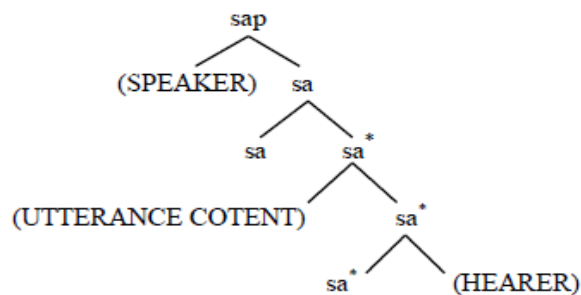 sap
(SPEAKER) sa
sa sa*
(UTTERANCE COTENT) sa*
sa* (HEARER)